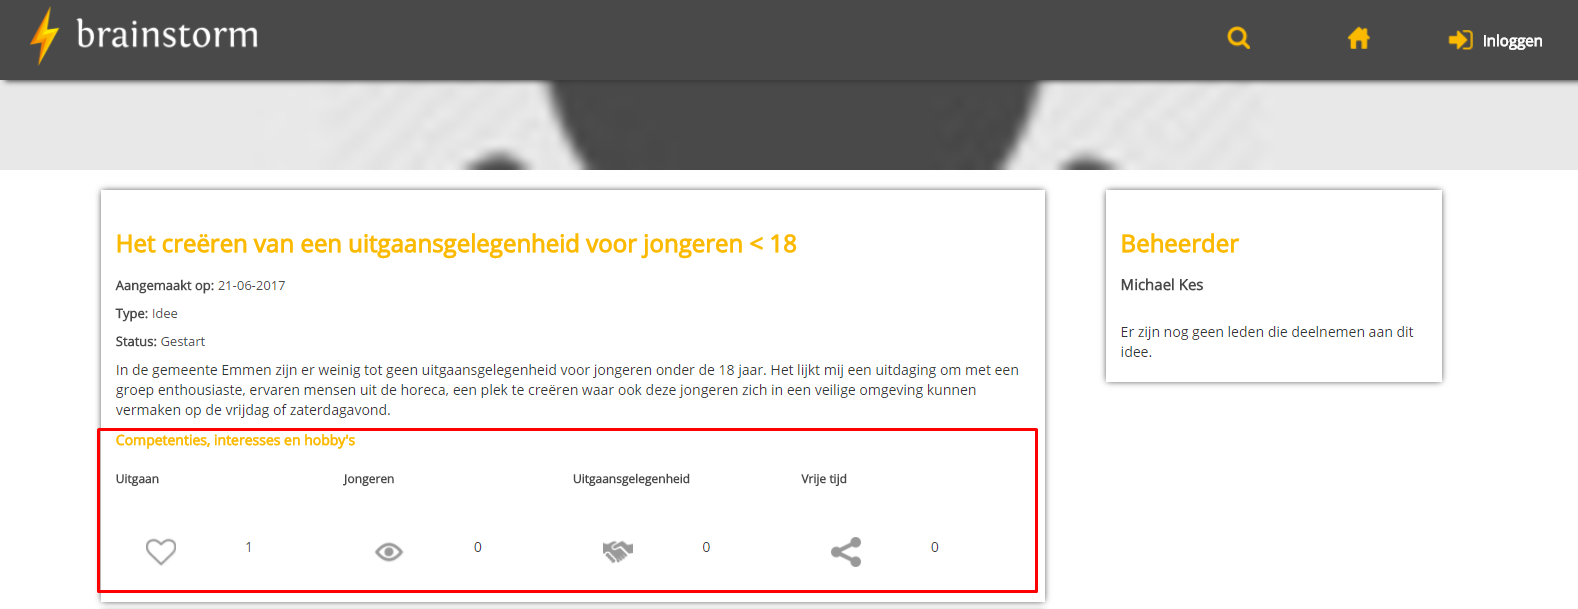 brainstorm
Inloggen
Het creëren van een uitgaansgelegenheid voor jongeren < 18
Aangemaakt op: 21-06-2017
Type: Idee
Status: Gestart
In de gemeente Emmen zijn er weinig tot geen uitgaansgelegenheid voor jongeren onder de 18 jaar. Het lijkt mij een uitdaging om met een
groep enthousiaste, ervaren mensen uit de horeca, een plek te creëren waar ook deze jongeren zich in een veilige omgeving kunnen
vermaken op de vrijdag of zaterdagavond.
Competenties, interesses en hobby's
Uitgaan Jongeren Uitgaansgelegenheid Vrije tijd
1 0 0 0
Beheerder
Michael Kes
Er zijn nog geen leden die deelnemen aan dit
idee.